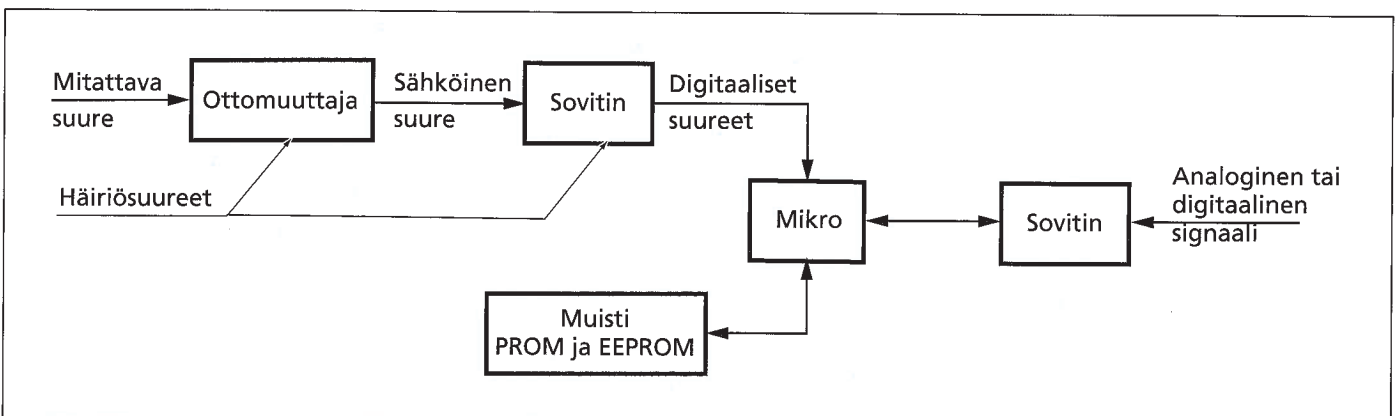 Mitattava
suure
Ottomuuttaja
Sähköinen
suure
Sovitin
Digitaaliset
suureet
Häiriösuureet
Mikro
Sovitin
Analoginen tai
digitaalinen
signaali
Muisti
PROM ja EEPROM